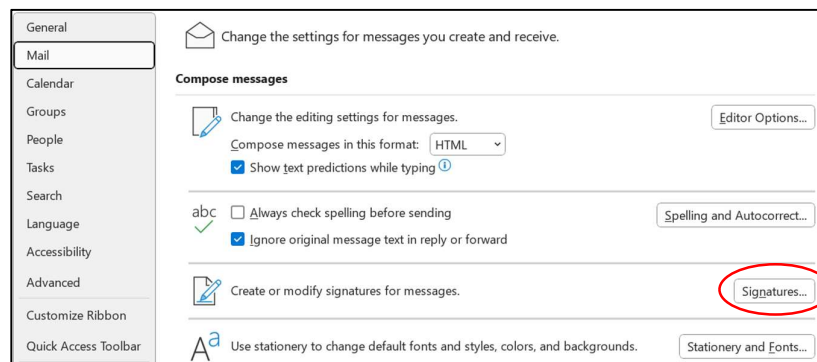 General
Mail
Calendar
Groups
People
Tasks
Search
Language
Accessibility
Advanced
Customize Ribbon
Quick Access Toolbar
Change the settings for messages you create and receive.
Compose messages
Change the editing settings for messages.
Editor Options...
Compose messages in this format: HTML
Show text predictions while typing
abc
Always check spelling before sending
Spelling and Autocorrect...
Ignore original message text in reply or forward
Create or modify signatures for messages.
Signatures...
Aa
Use stationery to change default fonts and styles, colors, and backgrounds.
Stationery and Fonts...